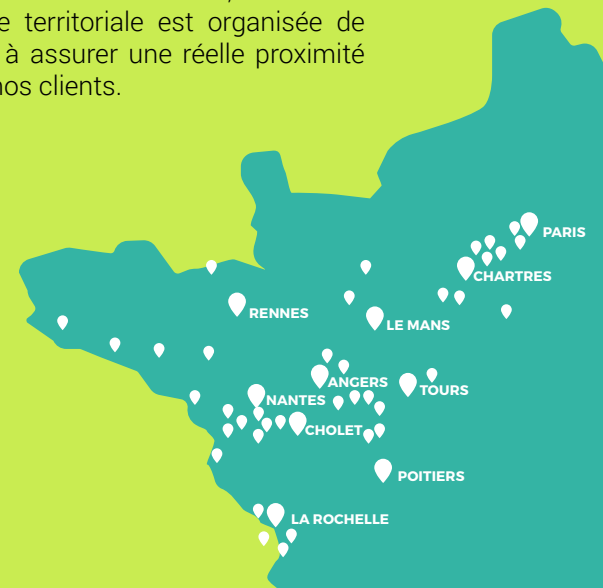 e territoriale est organisée de
à assurer une réelle proximité
nos clients.
PARIS
CHARTRES
RENNES
LE MANS
ANGERS
TOURS
NANTES
CHOLET
POITIERS
LA ROCHELLE